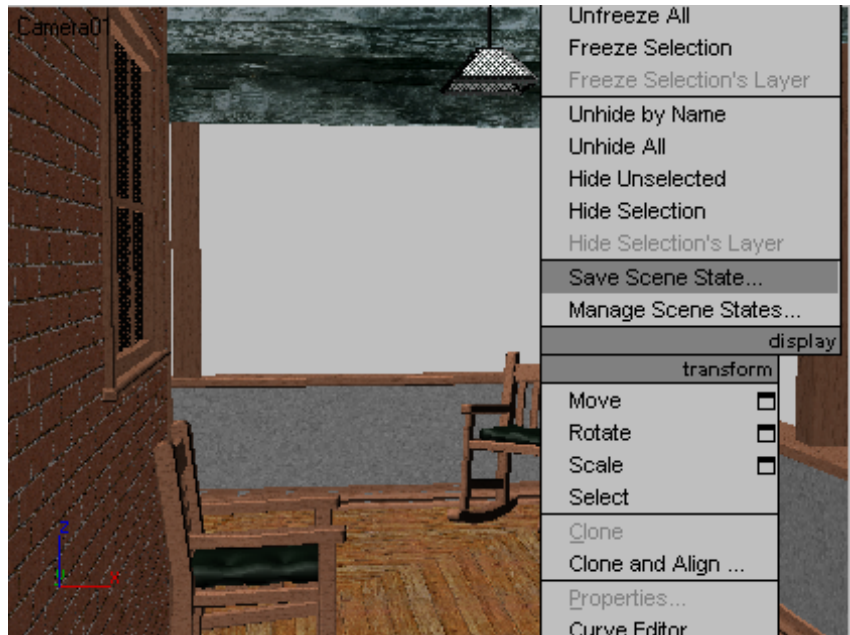 Camera01
Unfreeze All
Freeze Selection
Freeze Selection's Layer
Unhide by Name
Unhide All
Hide Unselected
Hide Selection
Hide Selection's Layer
Save Scene State...
Manage Scene States...
display
transform
Move
Rotate
Scale
Select
Clone
Clone and Align ...
Properties...
Curve Editor
z
x